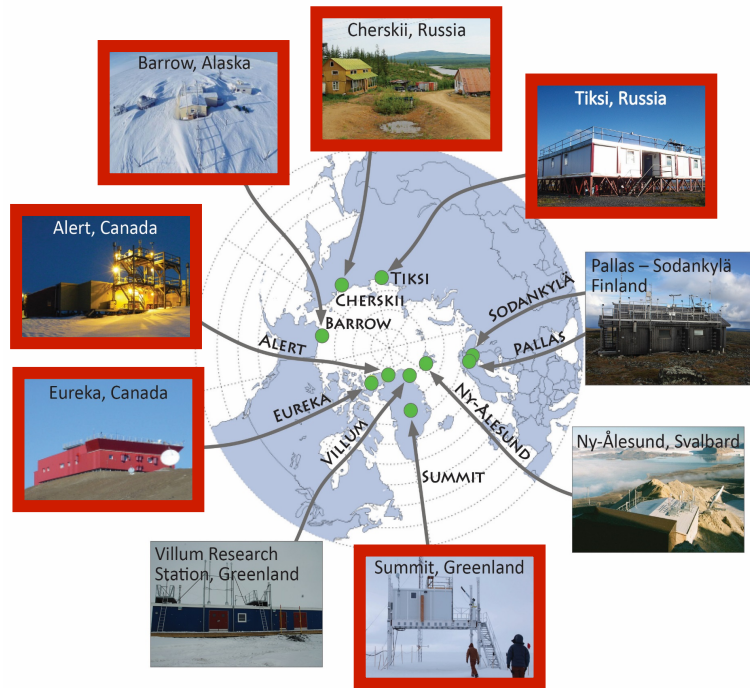 Cherskii, Russia
Barrow, Alaska
Tiksi, Russia
Alert, Canada
Pallas – Sodankylä
Finland
Eureka, Canada
Ny-Ålesund, Svalbard
Villum Research
Station, Greenland
Summit, Greenland
TIKSI
CHERSKII
BARROW
SODANKYLÄ
PALLAS
ALERT
EUREKA
VILLUM
NY-ÅLESUND
SUMMIT